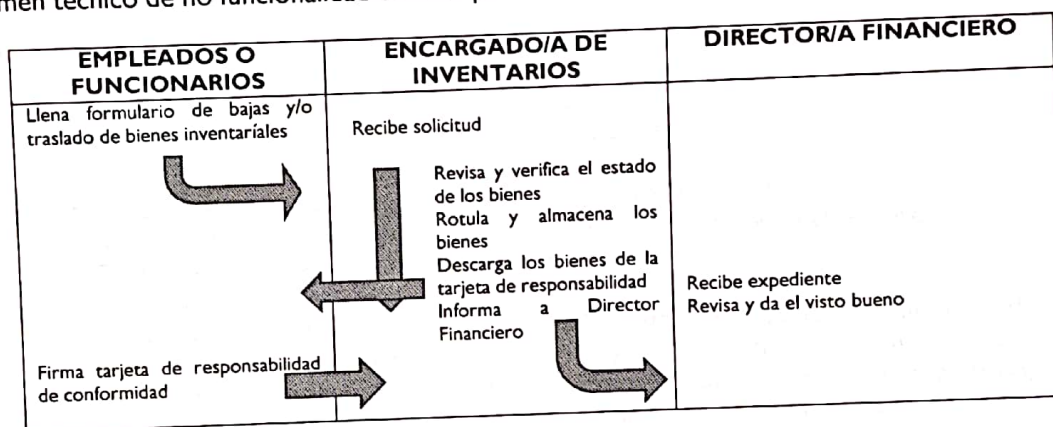 técnico de no funcionalidad
EMPLEADOS O
FUNCIONARIOS
ENCARGADO/A DE
INVENTARIOS
DIRECTOR/A FINANCIERO
Llena formulario de bajas y/o
traslado de bienes inventaríales
Recibe solicitud
Revisa y verifica el estado
de los bienes
Rotula y almacena los
bienes
Descarga los bienes de la
tarjeta de responsabilidad
Informa a Director
Financiero
Recibe expediente
Revisa y da el visto bueno
Firma tarjeta de responsabilidad
de conformidad